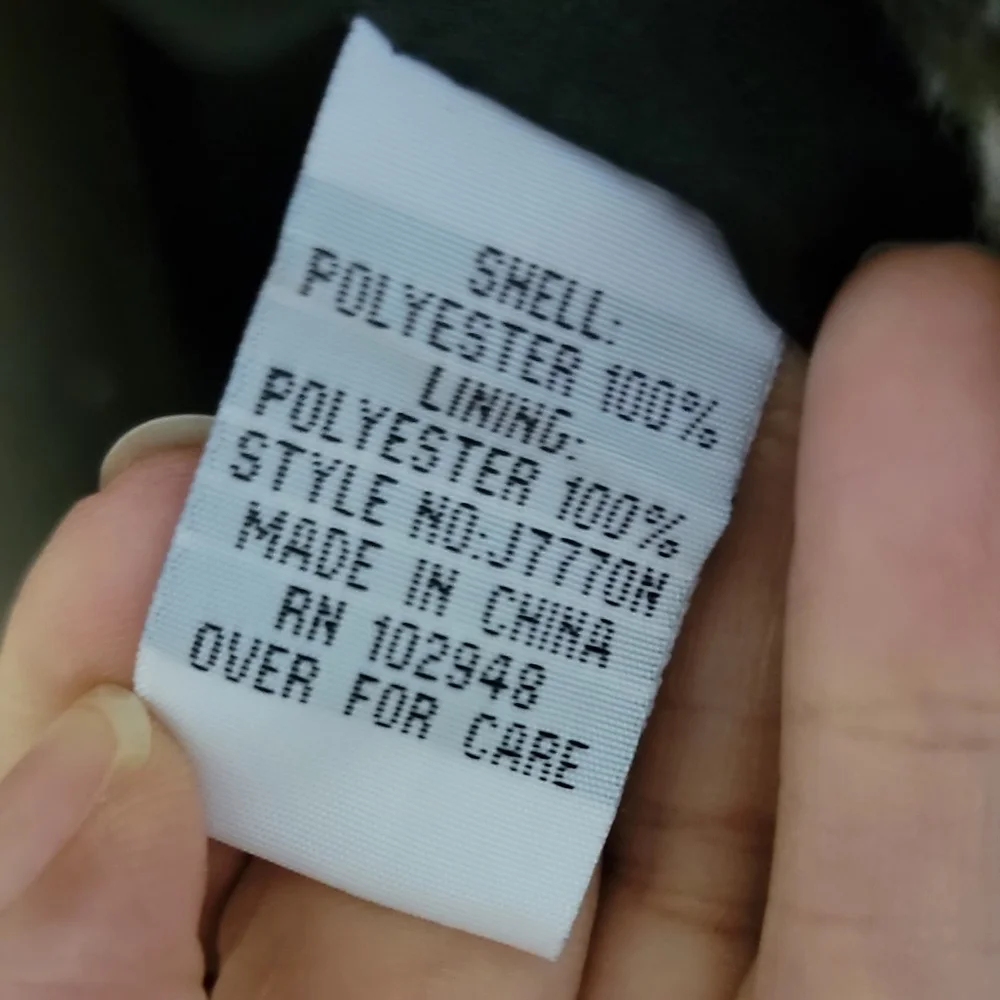 SHELL:
POLYESTER 100%
LINING:
POLYESTER 100%
STYLE NO:J7770N
MADE IN CHINA
RN 102948
OVER FOR CARE